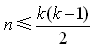 n ≤ k(k−1)/2